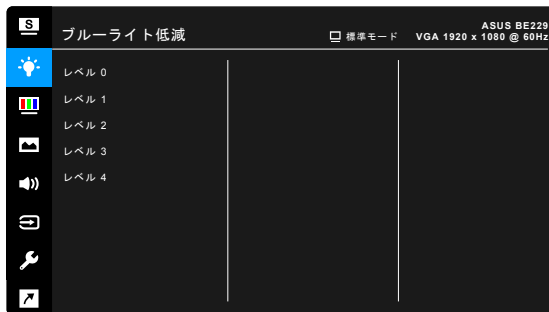 S
ブルーライト低減
標準モード
ASUS BE229
VGA 1920 x 1080 @ 60Hz
レベル 0
レベル 1
レベル 2
レベル 3
レベル 4